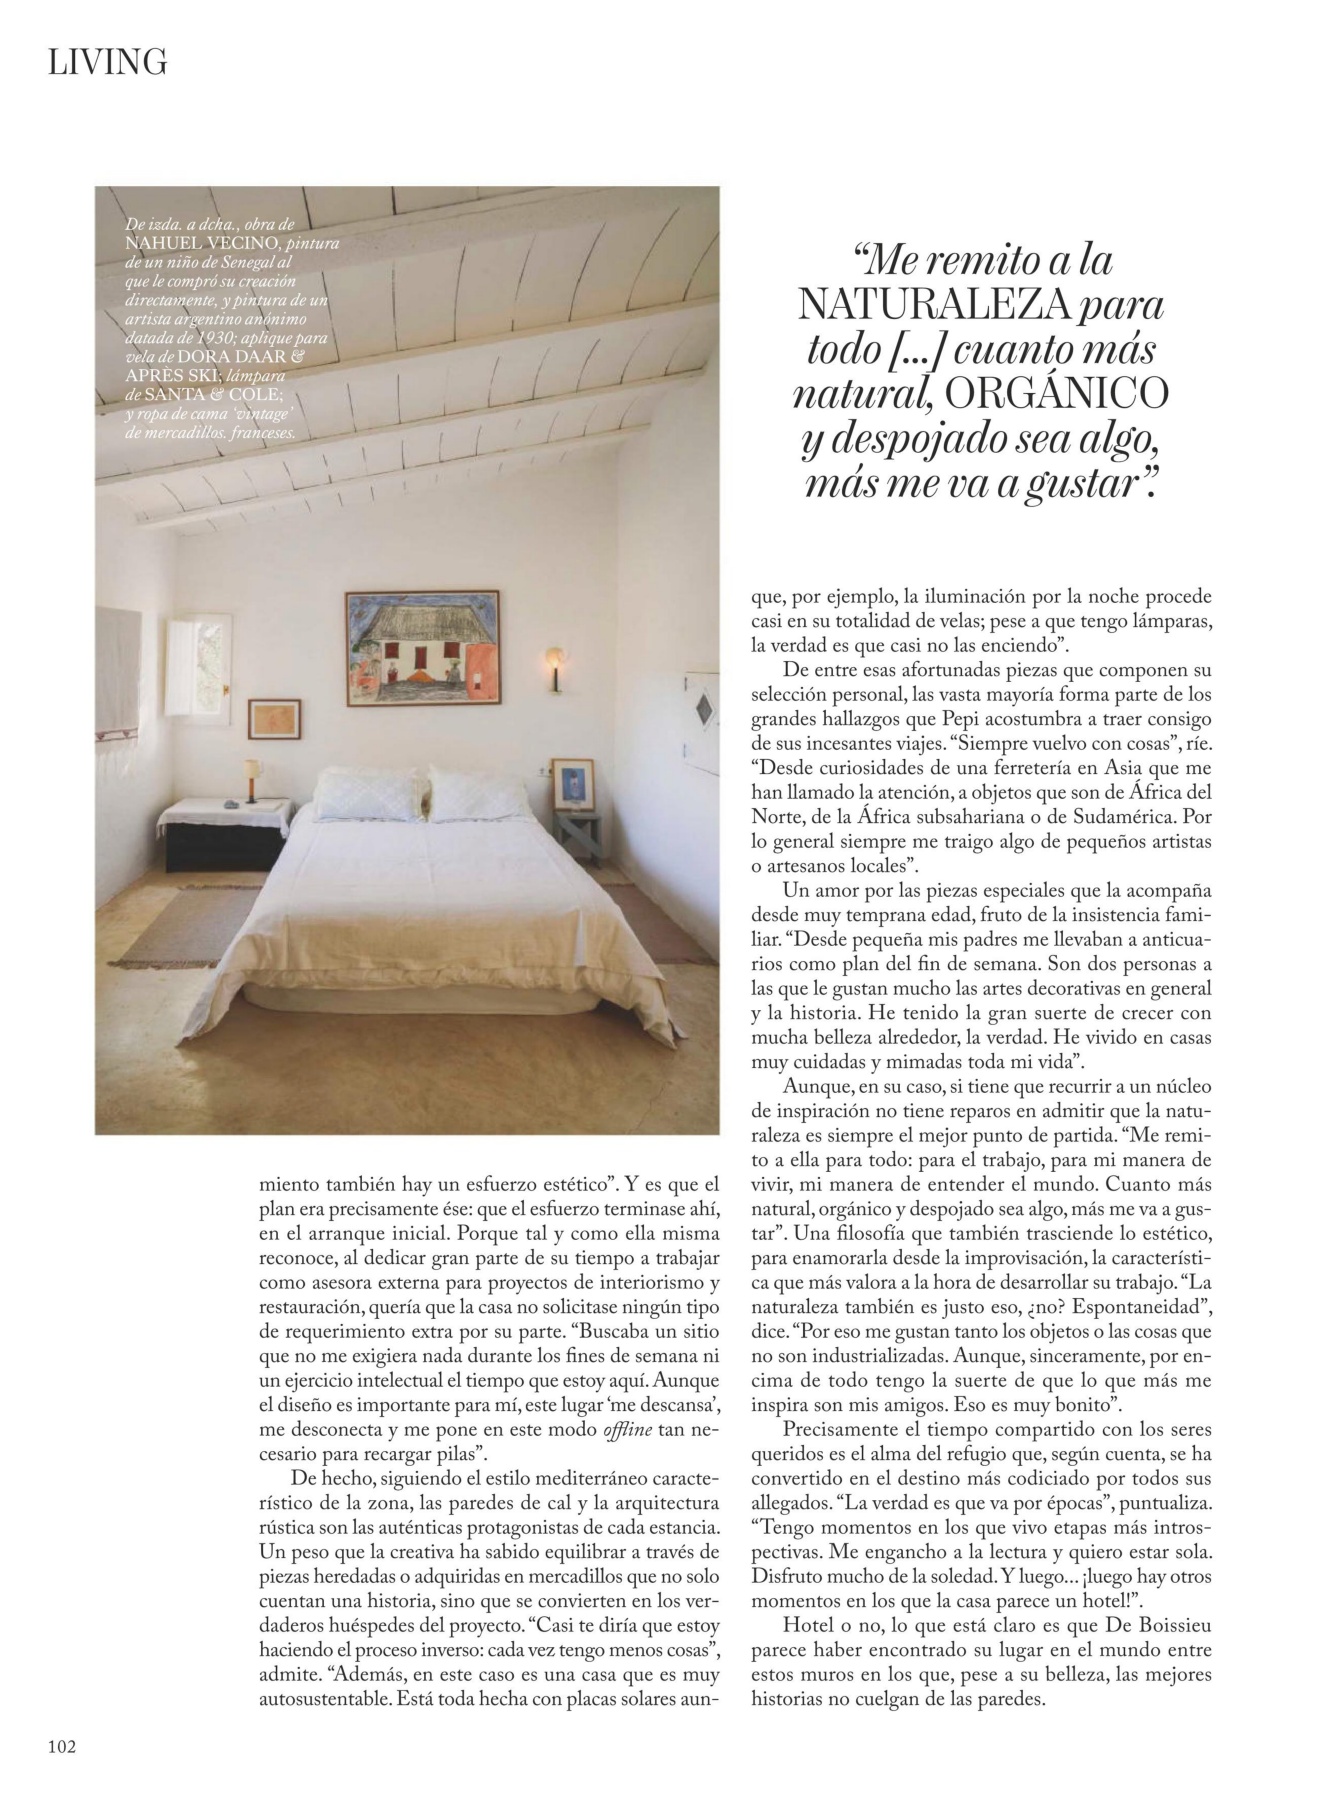 LIVING
De izda. a dcha., obra de
NAHUEL VECINO, pintura
de un niño de Senegal al
que le compró su creación
directamente, y pintura de un
artista argentino anónimo
datada de 1930; aplique para
vela de DORA DAAR &
APRÈS SKI; lámpara
de SANTA & COLE;
y ropa de cama ‘vintage’
de mercadillos. franceses.
“Me remito a la
NATURALEZA para
todo [...] cuanto más
natural, ORGÁNICO
y despojado sea algo,
más me va a gustar”.
miento también hay un esfuerzo estético”. Y es que el
plan era precisamente ése: que el esfuerzo terminase ahí,
en el arranque inicial. Porque tal y como ella misma
reconoce, al dedicar gran parte de su tiempo a trabajar
como asesora externa para proyectos de interiorismo y
restauración, quería que la casa no solicitase ningún tipo
de requerimiento extra por su parte. “Buscaba un sitio
que no me exigiera nada durante los fines de semana ni
un ejercicio intelectual el tiempo que estoy aquí. Aunque
el diseño es importante para mí, este lugar ‘me descansa’,
me desconecta y me pone en este modo offline tan ne-
cesario para recargar pilas”.
De hecho, siguiendo el estilo mediterráneo caracte-
rístico de la zona, las paredes de cal y la arquitectura
rústica son las auténticas protagonistas de cada estancia.
Un peso que la creativa ha sabido equilibrar a través de
piezas heredadas o adquiridas en mercadillos que no solo
cuentan una historia, sino que se convierten en los ver-
daderos huéspedes del proyecto. “Casi te diría que estoy
haciendo el proceso inverso: cada vez tengo menos cosas”,
admite. “Además, en este caso es una casa que es muy
autosustentable. Está toda hecha con placas solares aun-
que, por ejemplo, la iluminación por la noche procede
casi en su totalidad de velas; pese a que tengo lámparas,
la verdad es que casi no las enciendo”.
De entre esas afortunadas piezas que componen su
selección personal, las vasta mayoría forma parte de los
grandes hallazgos que Pepi acostumbra a traer consigo
de sus incesantes viajes. “Siempre vuelvo con cosas”, ríe.
“Desde curiosidades de una ferretería en Asia que me
han llamado la atención, a objetos que son de África del
Norte, de la África subsahariana o de Sudamérica. Por
lo general siempre me traigo algo de pequeños artistas
o artesanos locales”.
Un amor por las piezas especiales que la acompaña
desde muy temprana edad, fruto de la insistencia fami-
liar. “Desde pequeña mis padres me llevaban a anticua-
rios como plan del fin de semana. Son dos personas a
las que le gustan mucho las artes decorativas en general
y la historia. He tenido la gran suerte de crecer con
mucha belleza alrededor, la verdad. He vivido en casas
muy cuidadas y mimadas toda mi vida”.
Aunque, en su caso, si tiene que recurrir a un núcleo
de inspiración no tiene reparos en admitir que la natu-
raleza es siempre el mejor punto de partida. “Me remi-
to a ella para todo: para el trabajo, para mi manera de
vivir, mi manera de entender el mundo. Cuanto más
natural, orgánico y despojado sea algo, más me va a gus-
tar”. Una filosofía que también trasciende lo estético,
para enamorarla desde la improvisación, la característi-
ca que más valora a la hora de desarrollar su trabajo. “La
naturaleza también es justo eso, ¿no? Espontaneidad”,
dice. “Por eso me gustan tanto los objetos o las cosas que
no son industrializadas. Aunque, sinceramente, por en-
cima de todo tengo la suerte de que lo que más me
inspira son mis amigos. Eso es muy bonito”.
Precisamente el tiempo compartido con los seres
queridos es el alma del refugio que, según cuenta, se ha
convertido en el destino más codiciado por todos sus
allegados. “La verdad es que va por épocas”, puntualiza.
“Tengo momentos en los que vivo etapas más intros-
pectivas. Me engancho a la lectura y quiero estar sola.
Disfruto mucho de la soledad. Y luego... ¡luego hay otros
momentos en los que la casa parece un hotel!”.
Hotel o no, lo que está claro es que De Boissieu
parece haber encontrado su lugar en el mundo entre
estos muros en los que, pese a su belleza, las mejores
historias no cuelgan de las paredes.
102